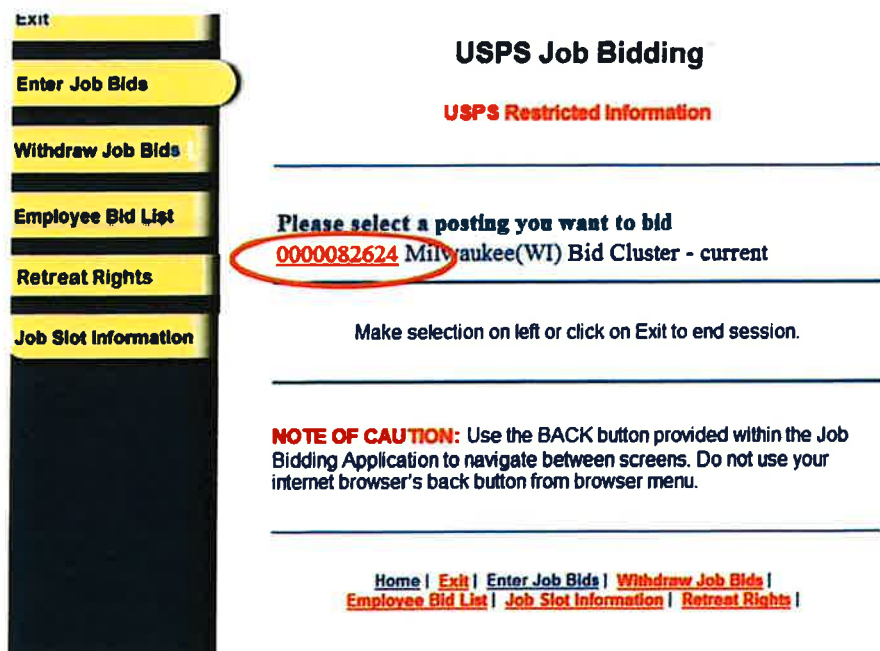 Exit
Enter Job Bids
Withdraw Job Bids
Employee Bid List
Retreat Rights
Job Slot Information
USPS Job Bidding
USPS Restricted Information
Please select a posting you want to bid
0000082624 Milwaukee(WI) Bid Cluster - current
Make selection on left or click on Exit to end session.
NOTE OF CAUTION: Use the BACK button provided within the Job
Bidding Application to navigate between screens. Do not use your
internet browser's back button from browser menu.
Home | Exit | Enter Job Bids | Withdraw Job Bids |
Employee Bid List | Job Slot Information | Retreat Rights |